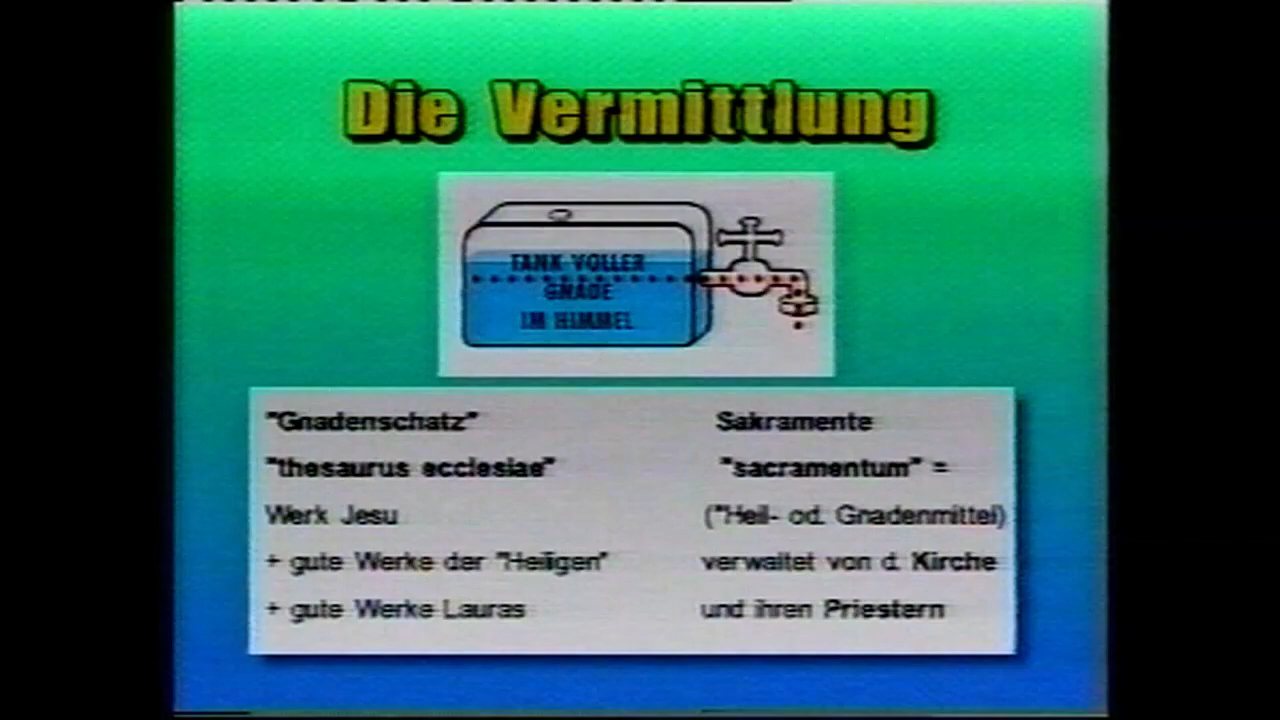 Die Vermittlung
TANK VOLLER
GNADE
IM HIMMEL
"Gnadenschatz"
"thesaurus ecclesiae"
Werk Jesu
+ gute Werke der "Heiligen"
+ gute Werke Lauras
Sakramente
"sacramentum" =
("Heil- od. Gnadenmittel)
verwaltet von d. Kirche
und ihren Priestern